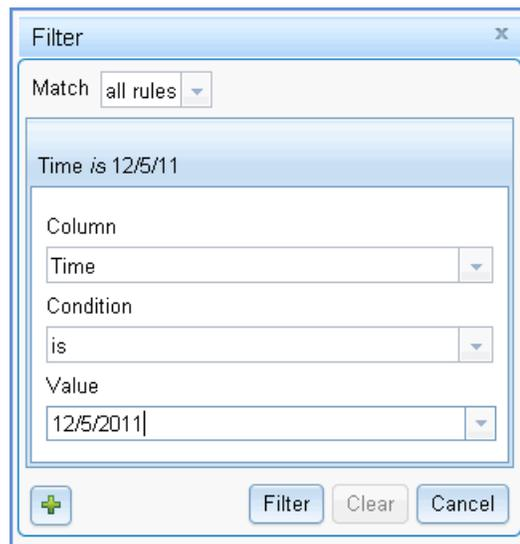 Filter x
Match all rules
Time is 12/5/11
Column
Time
Condition
is
Value
12/5/2011
Filter Clear Cancel